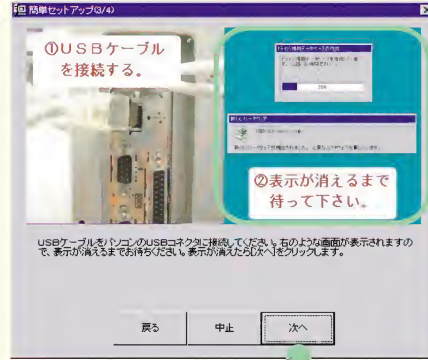 簡単セットアップ(3/4)
①USBケーブル
を接続する。
②表示が消えるまで
待って下さい。
USBケーブルをパソコンのUSBコネクタに接続してください。右のような画面が表示されますの
で、表示が消えるまでお待ちください。表示が消えたら[次へ]をクリックします。
戻る
中止
次へ